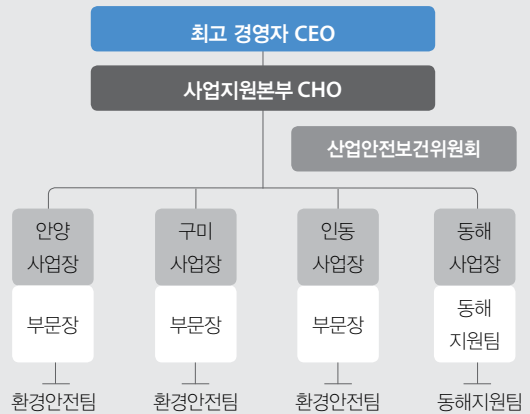 최고 경영자 CEO
사업지원본부 CHO
산업안전보건위원회
안양
사업장
부문장
환경안전팀
구미
사업장
부문장
환경안전팀
인동
사업장
부문장
환경안전팀
동해
사업장
동해
지원팀
동해지원팀